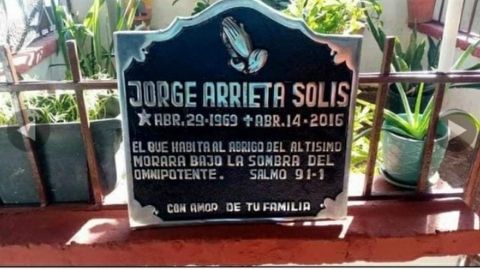 JORGE ARRIETA SOLIS
★ABR.29-1969 ✝ABR.14-2016
EL QUE HABITA AL ABRIGO DEL ALTISIMO
MORARA BAJO LA SOMBRA DEL
OMNIPOTENTE. SALMO 91-1
CON AMOR DE TU FAMILIA